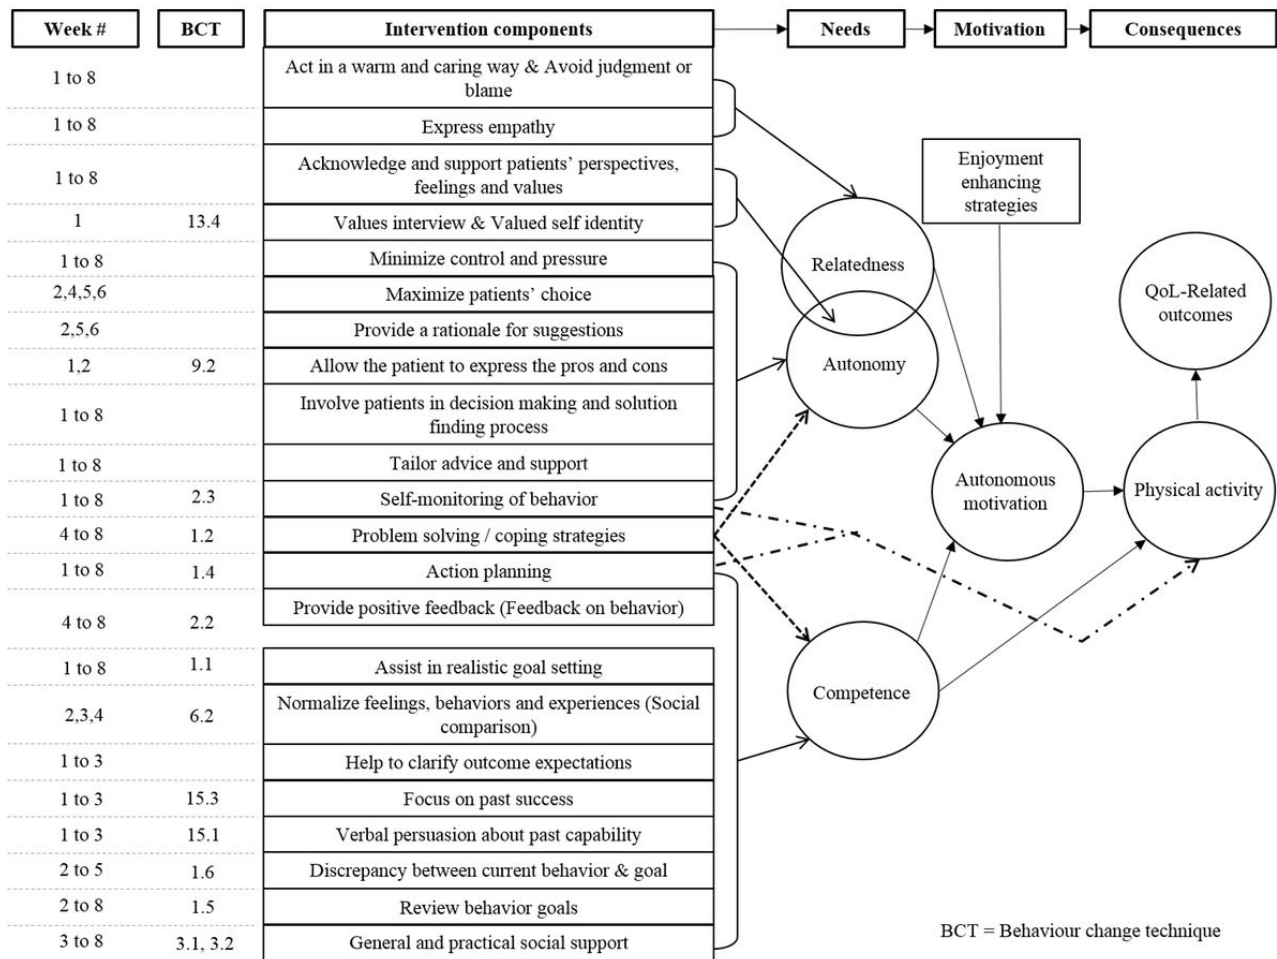 Week # BCT Intervention components Needs Motivation Consequences
1 to 8 Act in a warm and caring way & Avoid judgment or
blame
1 to 8 Express empathy
1 to 8 Acknowledge and support patients’ perspectives,
feelings and values
1 13.4 Values interview & Valued self identity
1 to 8 Minimize control and pressure
2,4,5,6 Maximize patients’ choice
2,5,6 Provide a rationale for suggestions
1,2 9.2 Allow the patient to express the pros and cons
1 to 8 Involve patients in decision making and solution
finding process
1 to 8 Tailor advice and support
1 to 8 2.3 Self-monitoring of behavior
4 to 8 1.2 Problem solving / coping strategies
1 to 8 1.4 Action planning
4 to 8 2.2 Provide positive feedback (Feedback on behavior)
1 to 8 1.1 Assist in realistic goal setting
2,3,4 6.2 Normalize feelings, behaviors and experiences (Social
comparison)
1 to 3 Help to clarify outcome expectations
1 to 3 15.3 Focus on past success
1 to 3 15.1 Verbal persuasion about past capability
2 to 5 1.6 Discrepancy between current behavior & goal
2 to 8 1.5 Review behavior goals
3 to 8 3.1, 3.2 General and practical social support
Relatedness
Autonomy
Competence
Enjoyment
enhancing
strategies
Autonomous
motivation
QoL-Related
outcomes
Physical activity
BCT = Behaviour change technique